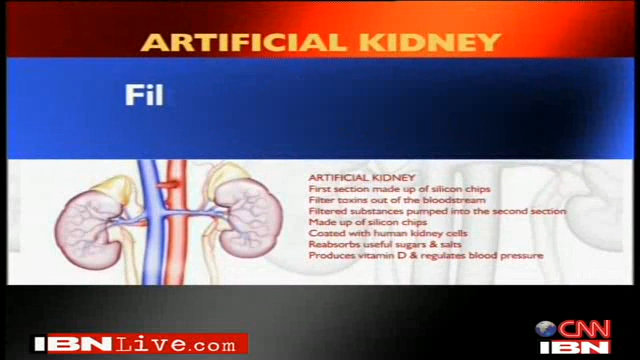 ARTIFICIAL KIDNEY
Fil
ARTIFICIAL KIDNEY
First section made up of silicon chips
Filter toxins out of the bloodstream
Filtered substances pumped into the second section
Made up of silicon chips
Coated with human kidney cells
Reabsorbs useful sugars & salts
Produces vitamin D & regulates blood pressure
IBNLive.com
CNN
IBN